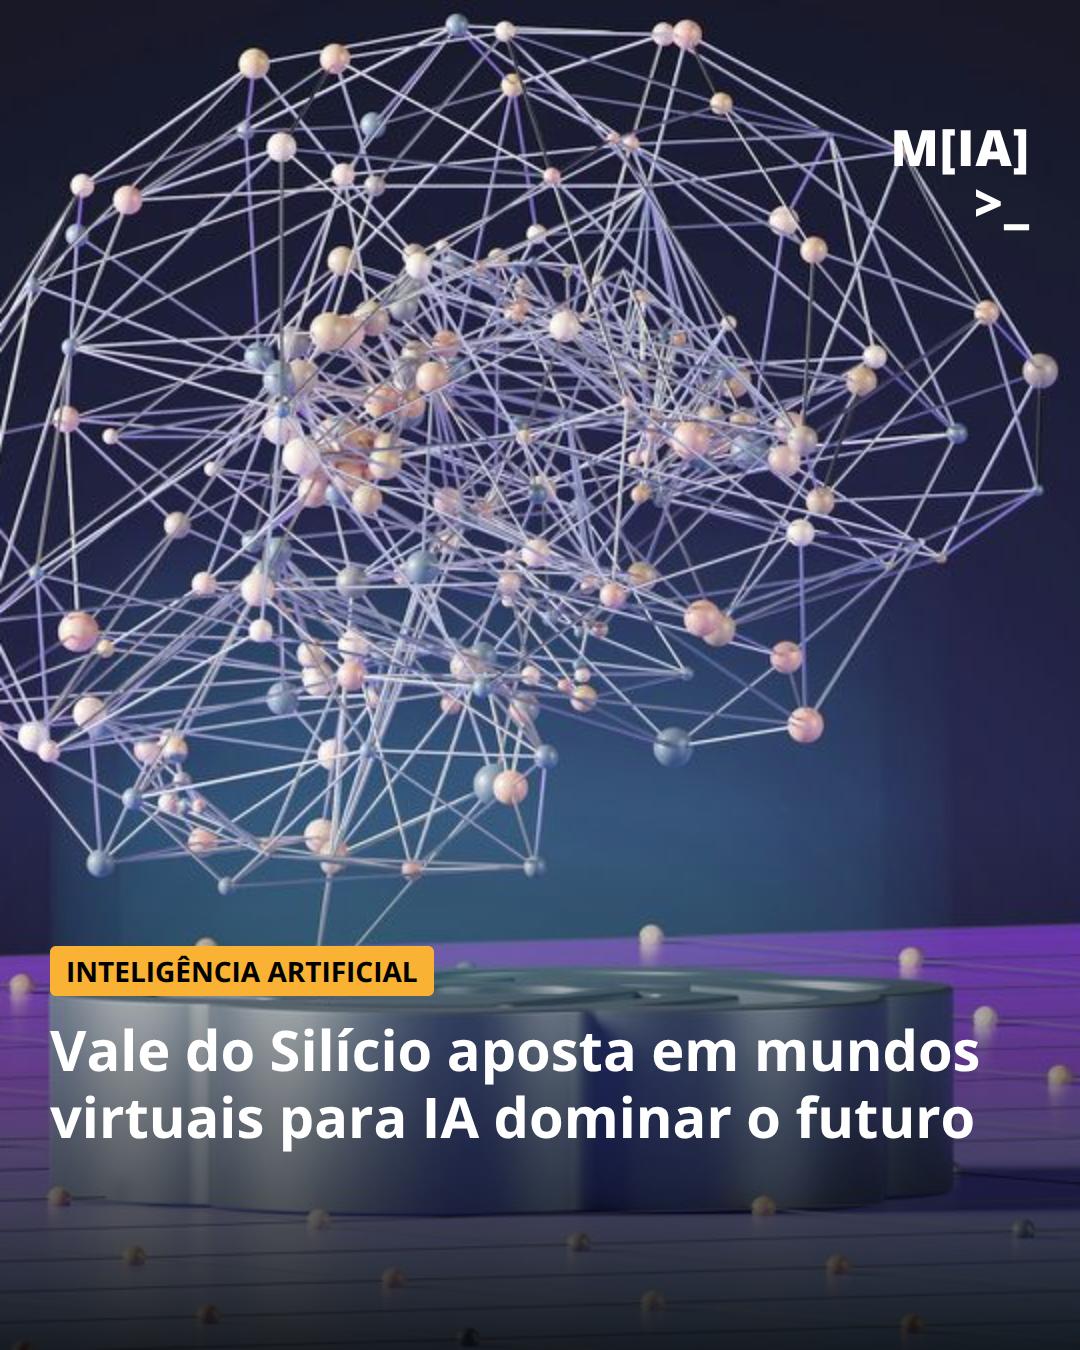 M[IA]
>_
INTELIGÊNCIA ARTIFICIAL
Vale do Silício aposta em mundos
virtuais para IA dominar o futuro